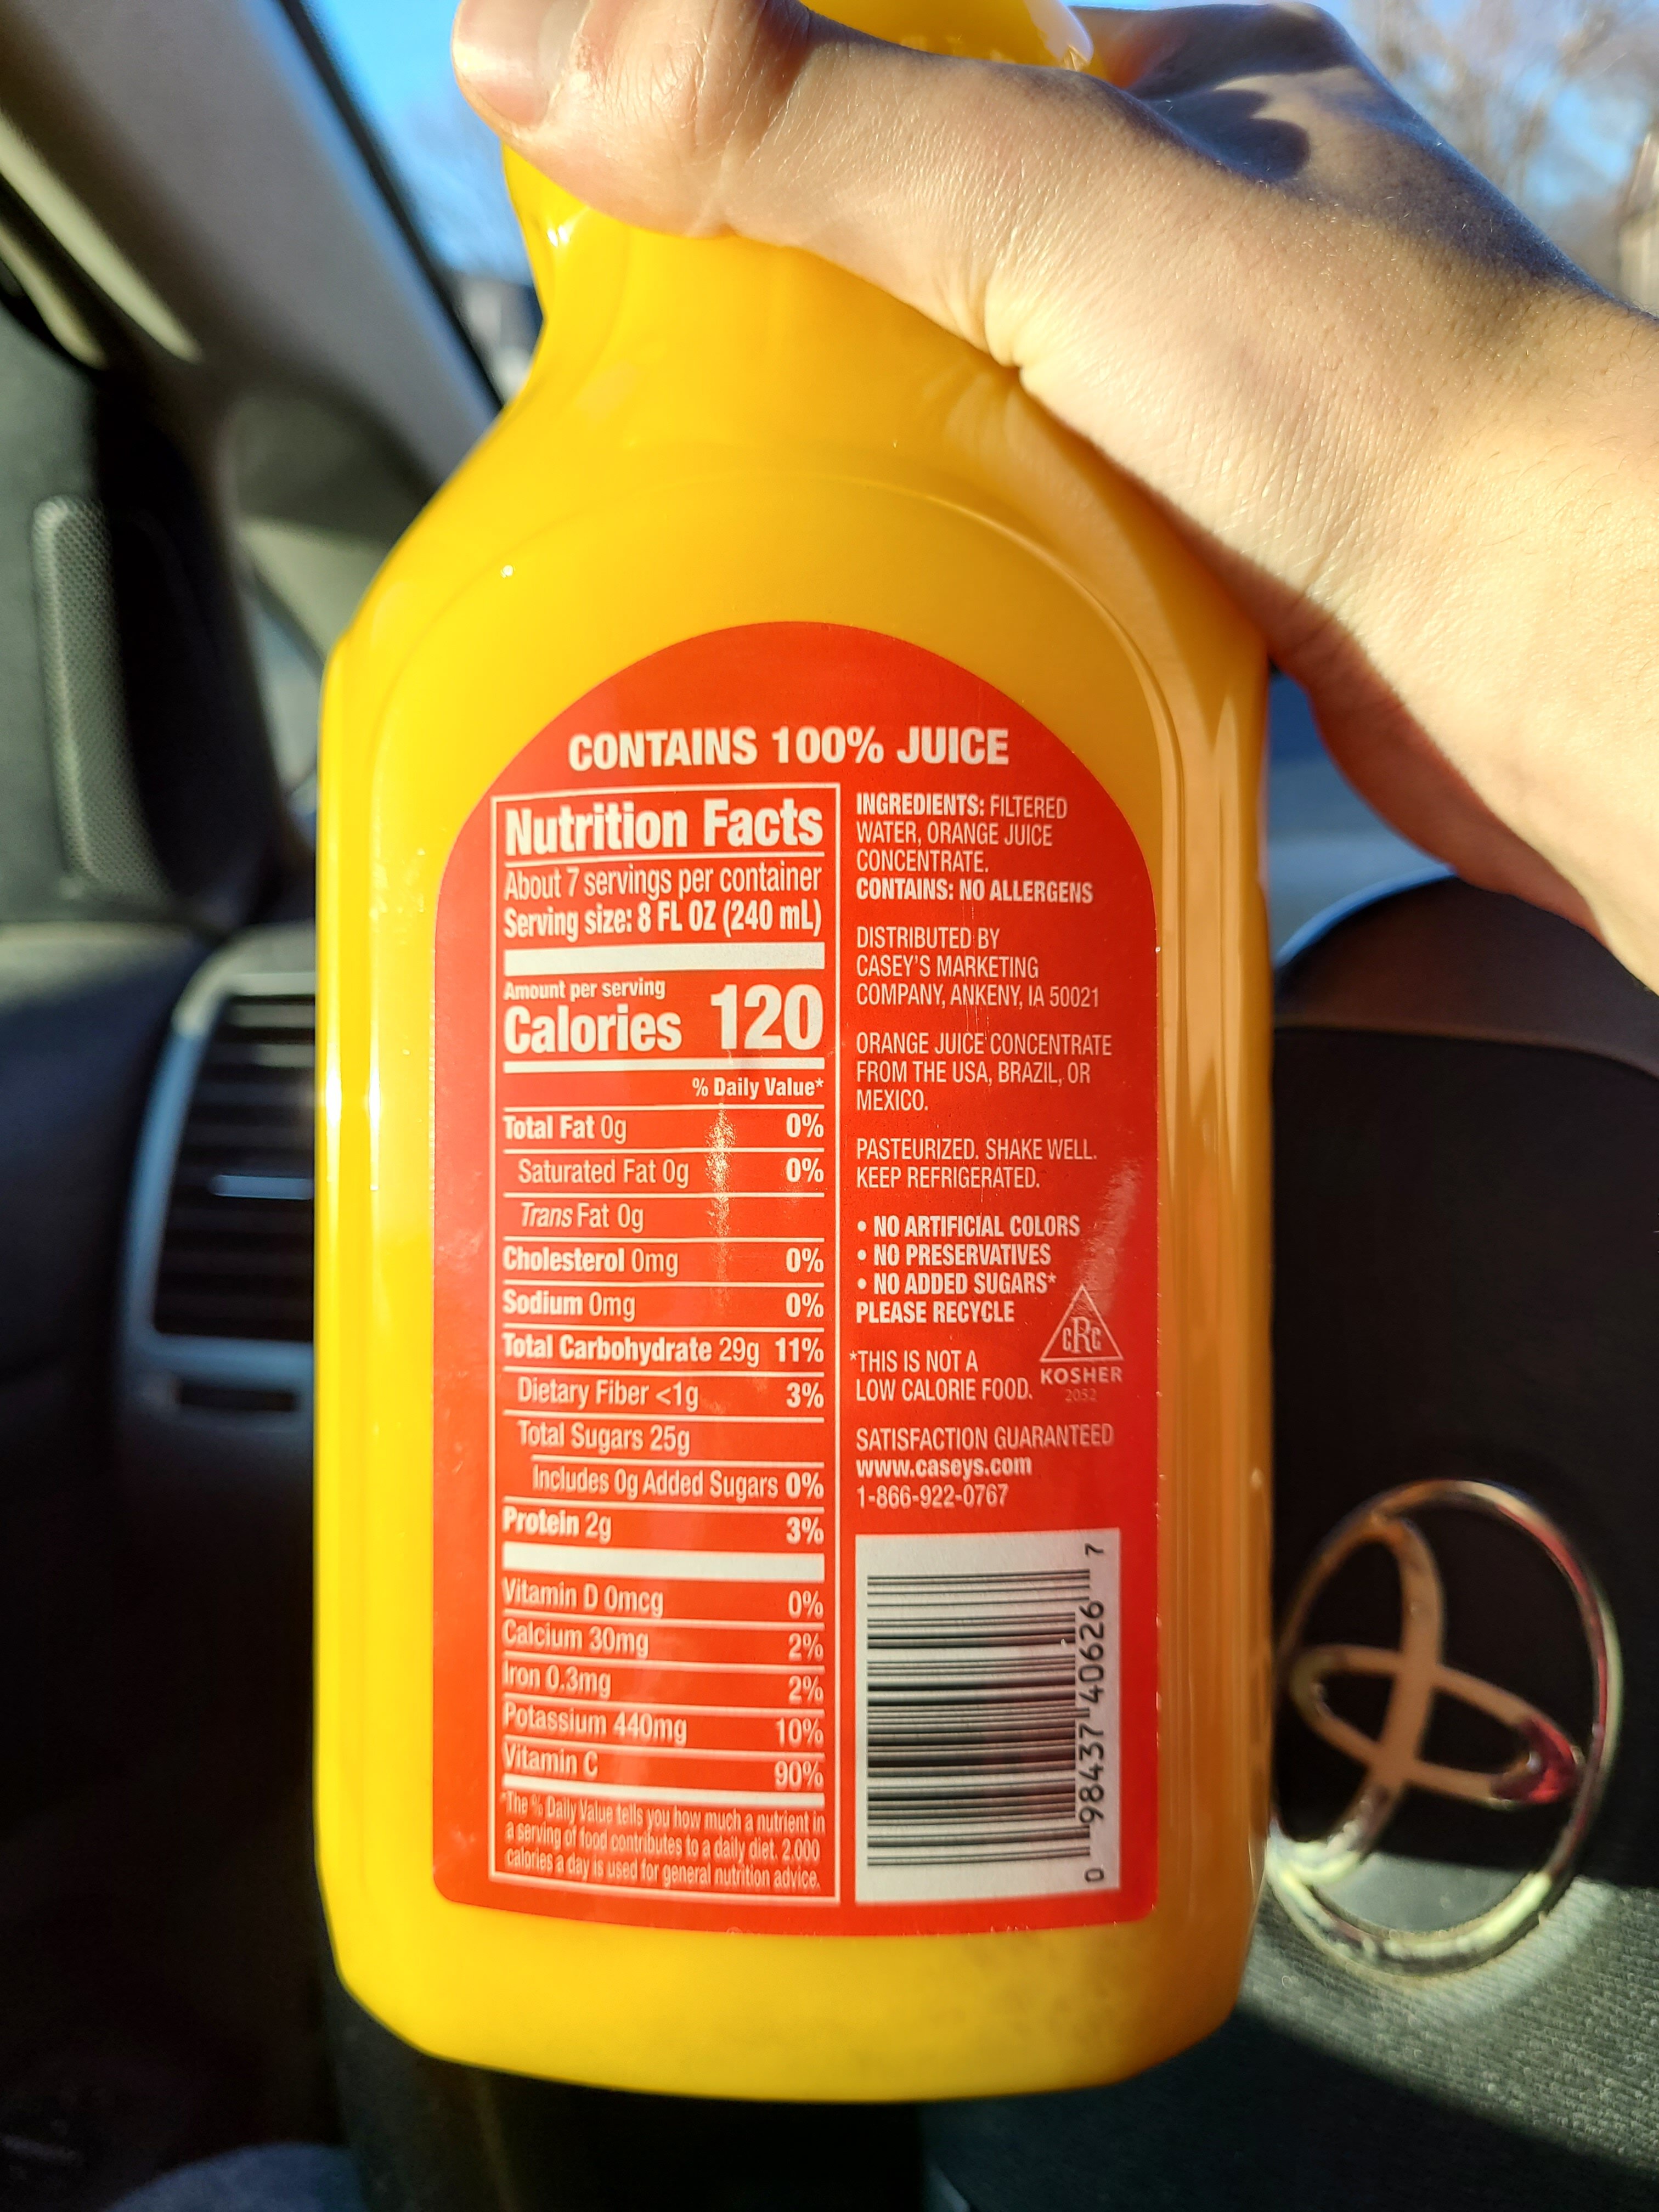 CONTAINS 100% JUICE
Nutrition Facts
About 7 servings per container
Serving size: 8 FL OZ (240 mL)
Amount per serving
Calories 120
% Daily Value*
Total Fat 0g 0%
Saturated Fat 0g 0%
Trans Fat 0g
Cholesterol 0mg 0%
Sodium 0mg 0%
Total Carbohydrate 29g 11%
Dietary Fiber <1g 3%
Total Sugars 25g
Includes 0g Added Sugars 0%
Protein 2g 3%
Vitamin D 0mcg 0%
Calcium 30mg 2%
Iron 0.3mg 2%
Potassium 440mg 10%
Vitamin C 90%
*The % Daily Value tells you how much a nutrient in
a serving of food contributes to a daily diet. 2,000
calories a day is used for general nutrition advice.
INGREDIENTS: FILTERED
WATER, ORANGE JUICE
CONCENTRATE.
CONTAINS: NO ALLERGENS
DISTRIBUTED BY
CASEY'S MARKETING
COMPANY, ANKENY, IA 50021
ORANGE JUICE CONCENTRATE
FROM THE USA, BRAZIL, OR
MEXICO.
PASTEURIZED. SHAKE WELL.
KEEP REFRIGERATED.
• NO ARTIFICIAL COLORS
• NO PRESERVATIVES
• NO ADDED SUGARS*
PLEASE RECYCLE
*THIS IS NOT A
LOW CALORIE FOOD.
cRc
KOSHER
2052
SATISFACTION GUARANTEED
www.caseys.com
1-866-922-0767
0 98437 40626 7